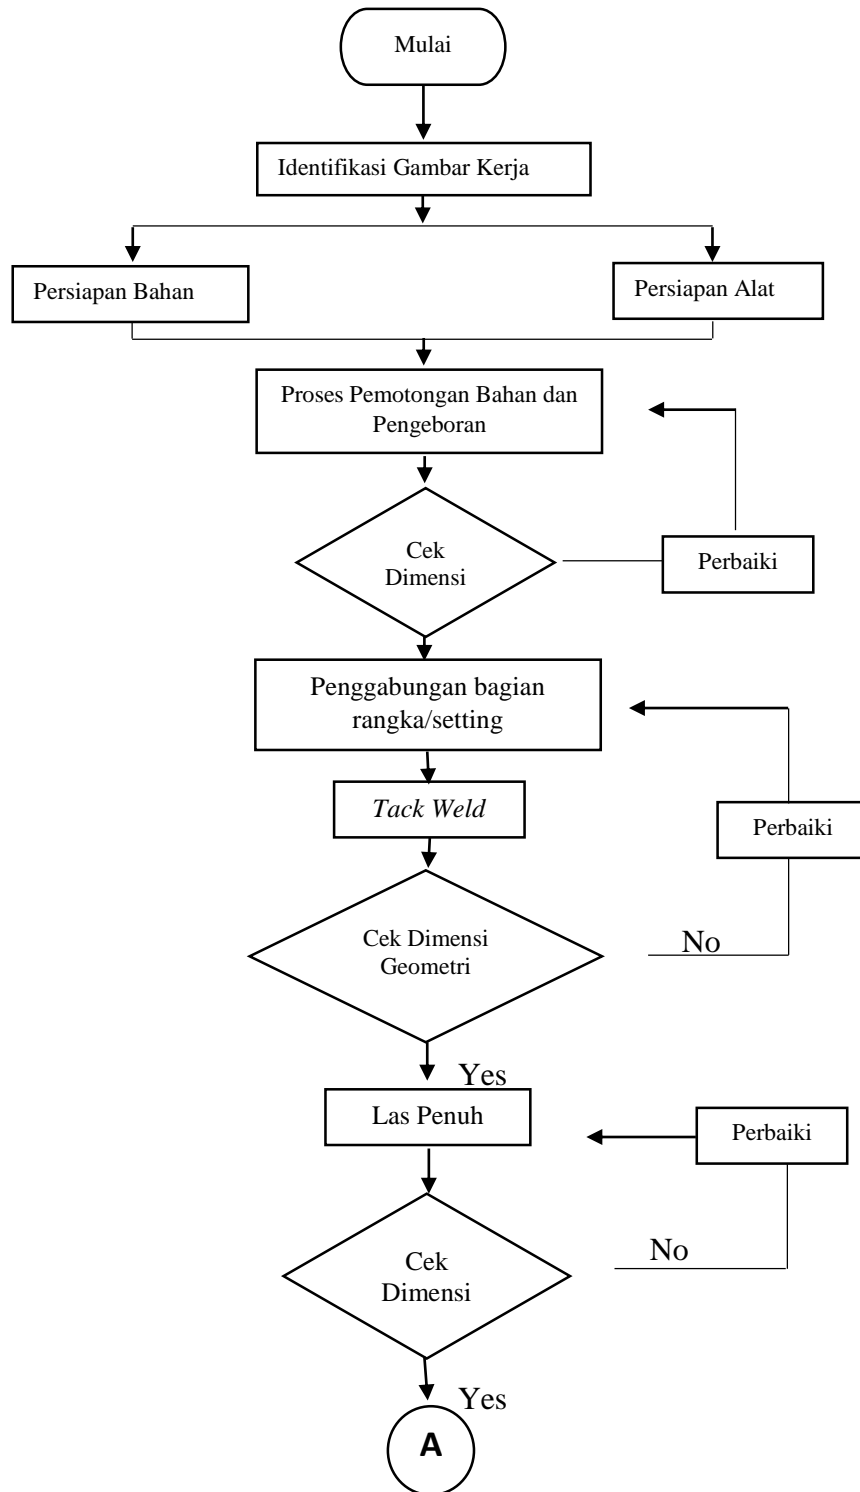 Mulai
Identifikasi Gambar Kerja
Persiapan Bahan
Persiapan Alat
Proses Pemotongan Bahan dan
Pengeboran
Cek
Dimensi
Perbaiki
Penggabungan bagian
rangka/setting
Tack Weld
Perbaiki
Cek Dimensi
Geometri
No
Yes
Las Penuh
Perbaiki
Cek
Dimensi
No
Yes
A